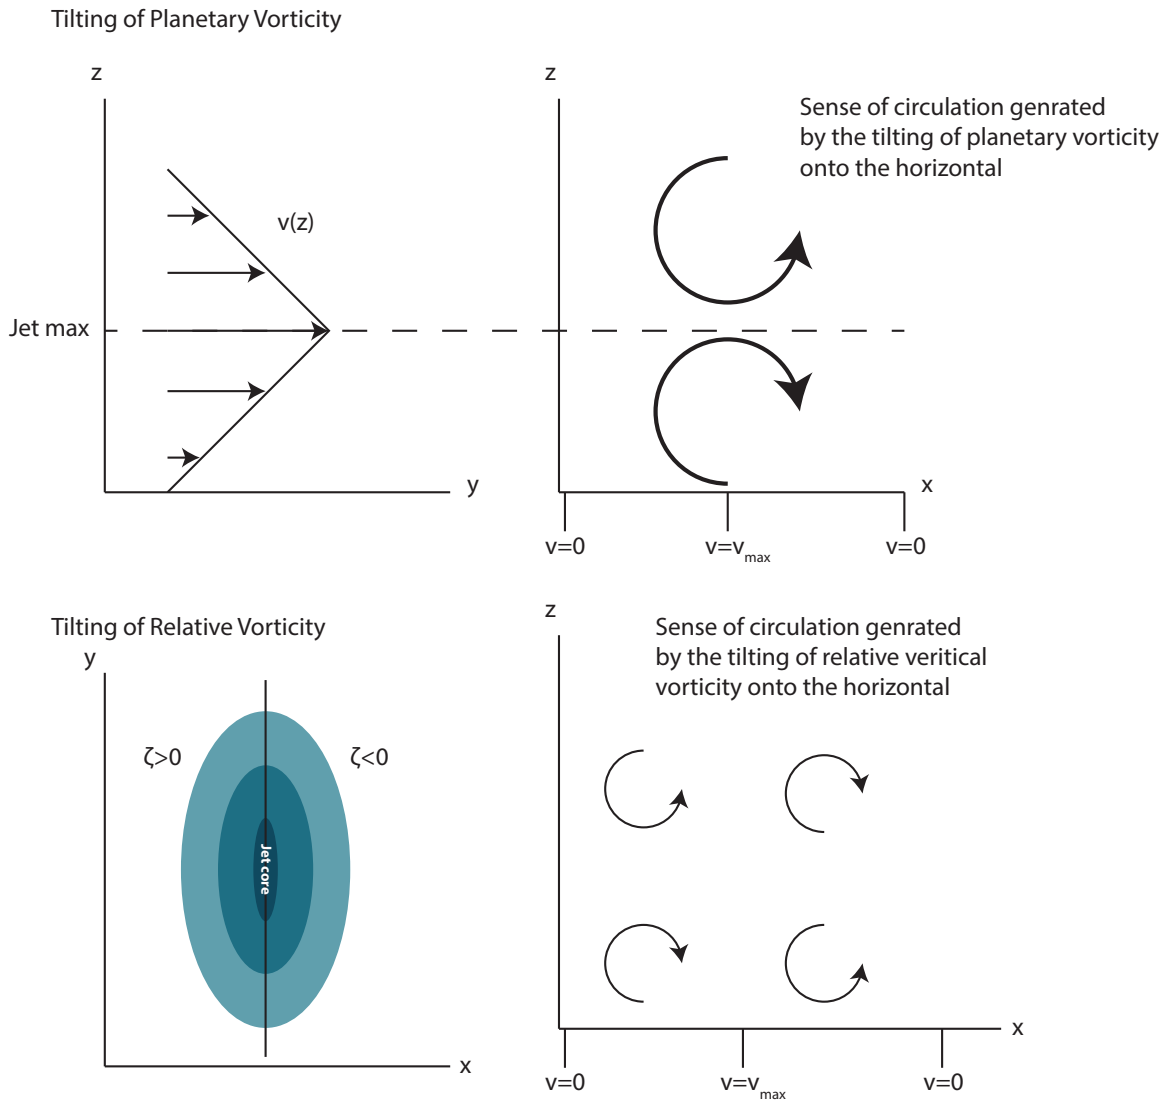 Tilting of Planetary Vorticity
z
v(z)
Jet max
y
z
Sense of circulation genrated
by the tilting of planetary vorticity
onto the horizontal
x
v=0
v=vmax
v=0
Tilting of Relative Vorticity
y
ζ>0
ζ<0
Jet core
x
z
Sense of circulation genrated
by the tilting of relative veritical
vorticity onto the horizontal
x
v=0
v=vmax
v=0